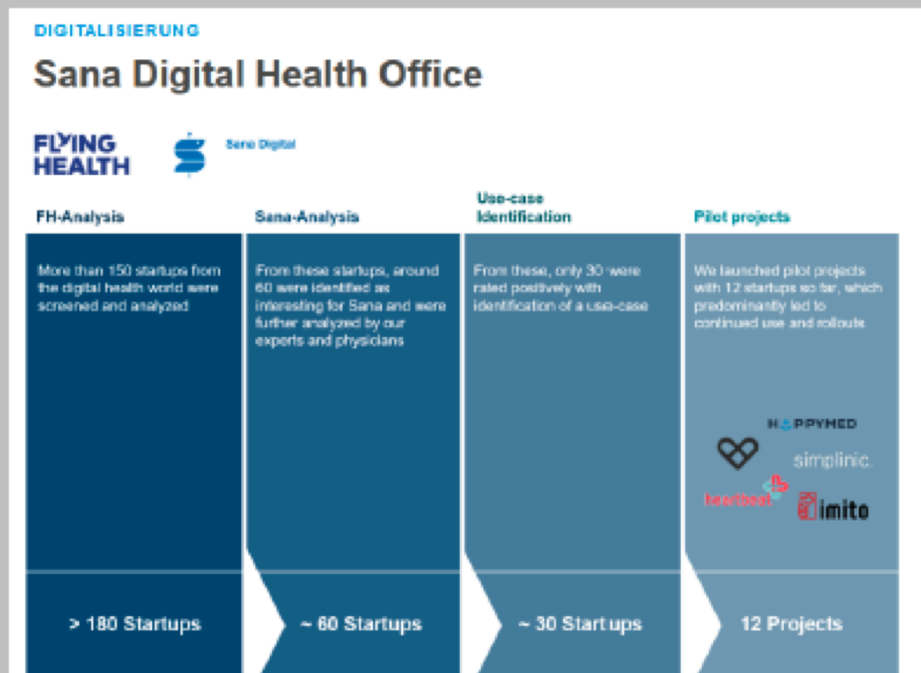 DIGITALISIERUNG
Sana Digital Health Office
FLYING
HEALTH
Sana Digital
FH-Analysis
More than 150 startups from
the digital health world were
screened and analyzed
> 180 Startups
Sana-Analysis
From these startups, around
60 were identified as
interesting for Sana and were
further analyzed by our
experts and physicians
~ 60 Startups
Use-case
Identification
From these, only 30 were
rated positively with
identification of a use-case
~ 30 Startups
Pilot projects
We launched pilot projects
with 12 startups so far, which
predominantly led to
continued use and rollouts
HAPPYMED
simplinic.
heartbeat
imito
12 Projects